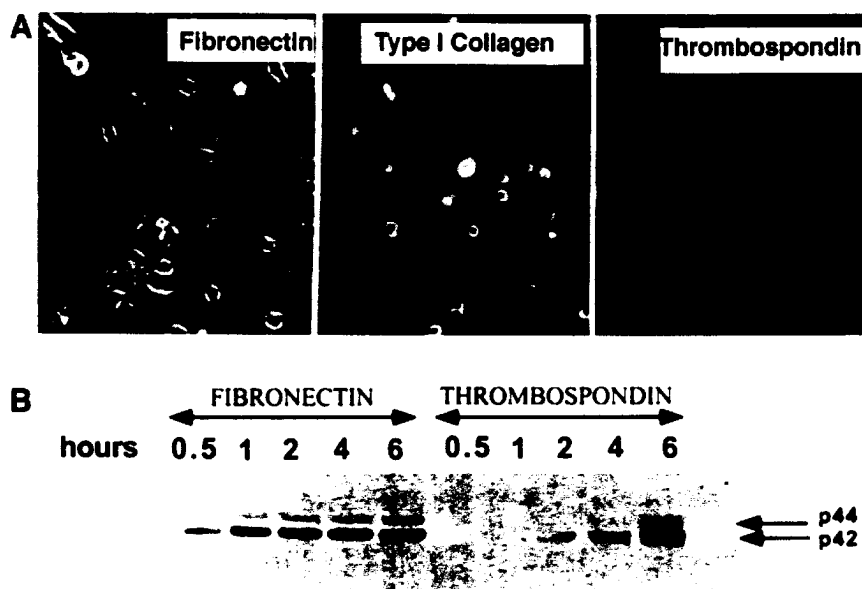 A
Fibronectin
Type I Collagen
Thrombospondin
B
FIBRONECTIN THROMBOSPONDIN
hours 0.5 1 2 4 6 0.5 1 2 4 6
p44
p42